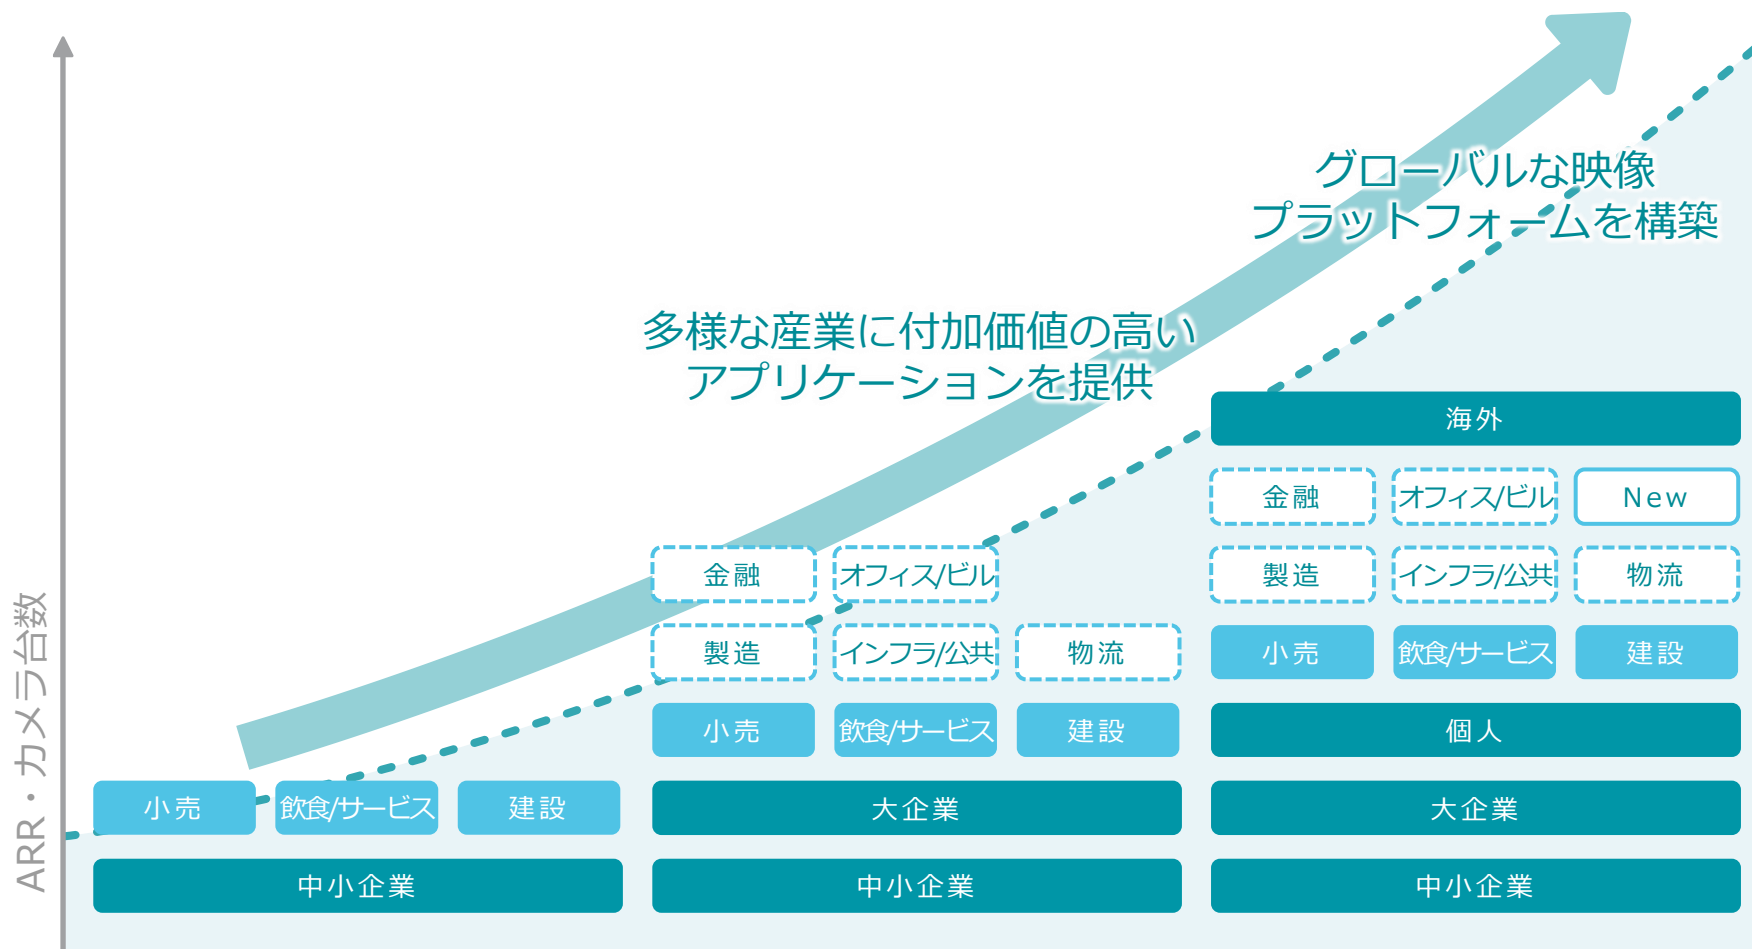 ARR・カメラ台数
グローバルな映像
プラットフォームを構築
多様な産業に付加価値の高い
アプリケーションを提供
小売 飲食/サービス 建設
中小企業
金融 オフィス/ビル
製造 インフラ/公共 物流
小売 飲食/サービス 建設
大企業
中小企業
海外
金融 オフィス/ビル New
製造 インフラ/公共 物流
小売 飲食/サービス 建設
個人
大企業
中小企業